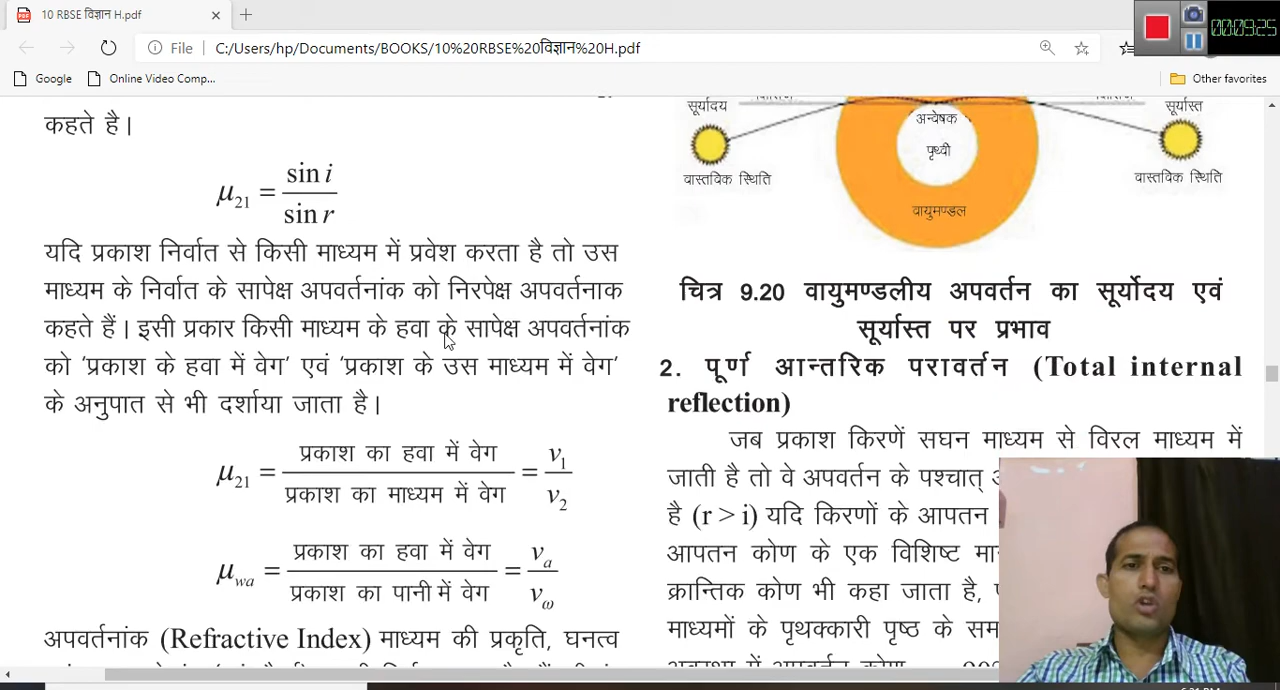 10 RBSE विज्ञान H.pdf
File
C:/Users/hp/Documents/BOOKS/10%20RBSE%20विज्ञान%20H.pdf
00:09:25
Google
Online Video Comp...
Other favorites
कहते है।
μ21 = sin i / sin r
यदि प्रकाश निर्वात से किसी माध्यम में प्रवेश करता है तो उस
माध्यम के निर्वात के सापेक्ष अपवर्तनांक को निरपेक्ष अपवर्तनाक
कहते हैं। इसी प्रकार किसी माध्यम के हवा के सापेक्ष अपवर्तनांक
को 'प्रकाश के हवा में वेग' एवं 'प्रकाश के उस माध्यम में वेग'
के अनुपात से भी दर्शाया जाता है।
μ21 = प्रकाश का हवा में वेग / प्रकाश का माध्यम में वेग = v1 / v2
μwa = प्रकाश का हवा में वेग / प्रकाश का पानी में वेग = va / vω
अपवर्तनांक (Refractive Index) माध्यम की प्रकृति, घनत्व
सूर्योदय
सूर्यास्त
अन्वेषक
पृथ्वी
वास्तविक स्थिति
वास्तविक स्थिति
वायुमण्डल
चित्र 9.20 वायुमण्डलीय अपवर्तन का सूर्योदय एवं
सूर्यास्त पर प्रभाव
2. पूर्ण आन्तरिक परावर्तन (Total internal
reflection)
जब प्रकाश किरणें सघन माध्यम से विरल माध्यम में
जाती है तो वे अपवर्तन के पश्चात्
है (r > i) यदि किरणों के आपतन
आपतन कोण के एक विशिष्ट
क्रान्तिक कोण भी कहा जाता है,
माध्यमों के पृथक्कारी पृष्ठ के